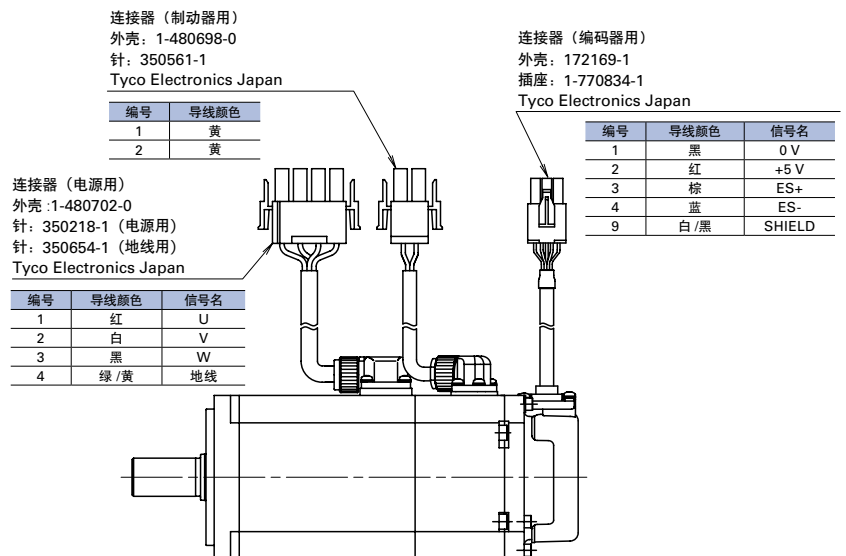 连接器（制动器用）
外壳：1-480698-0
针：350561-1
Tyco Electronics Japan
编号 导线颜色
1 黄
2 黄
连接器（电源用）
外壳 :1-480702-0
针：350218-1（电源用）
针：350654-1（地线用）
Tyco Electronics Japan
编号 导线颜色 信号名
1 红 U
2 白 V
3 黑 W
4 绿 /黄 地线
连接器（编码器用）
外壳：172169-1
插座：1-770834-1
Tyco Electronics Japan
编号 导线颜色 信号名
1 黑 0 V
2 红 +5 V
3 棕 ES+
4 蓝 ES-
9 白 /黑 SHIELD